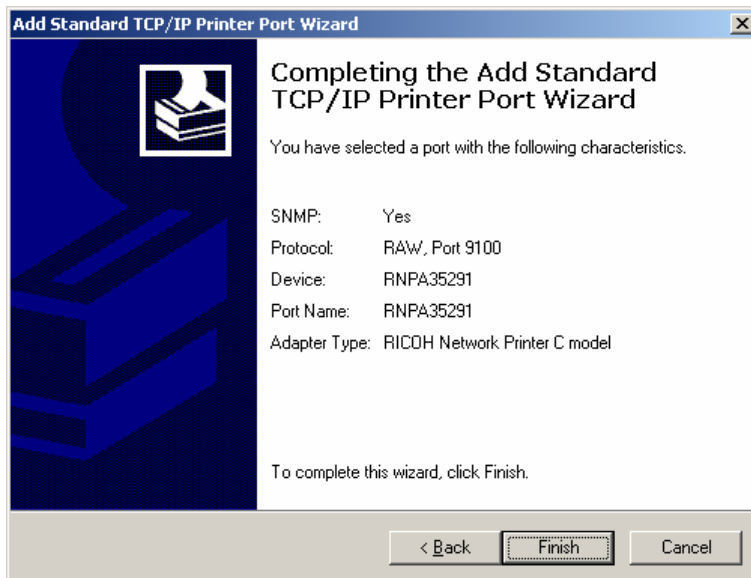 Add Standard TCP/IP Printer Port Wizard
Completing the Add Standard
TCP/IP Printer Port Wizard
You have selected a port with the following characteristics.
SNMP: Yes
Protocol: RAW, Port 9100
Device: RNPA35291
Port Name: RNPA35291
Adapter Type: RICOH Network Printer C model
To complete this wizard, click Finish.
< Back Finish Cancel